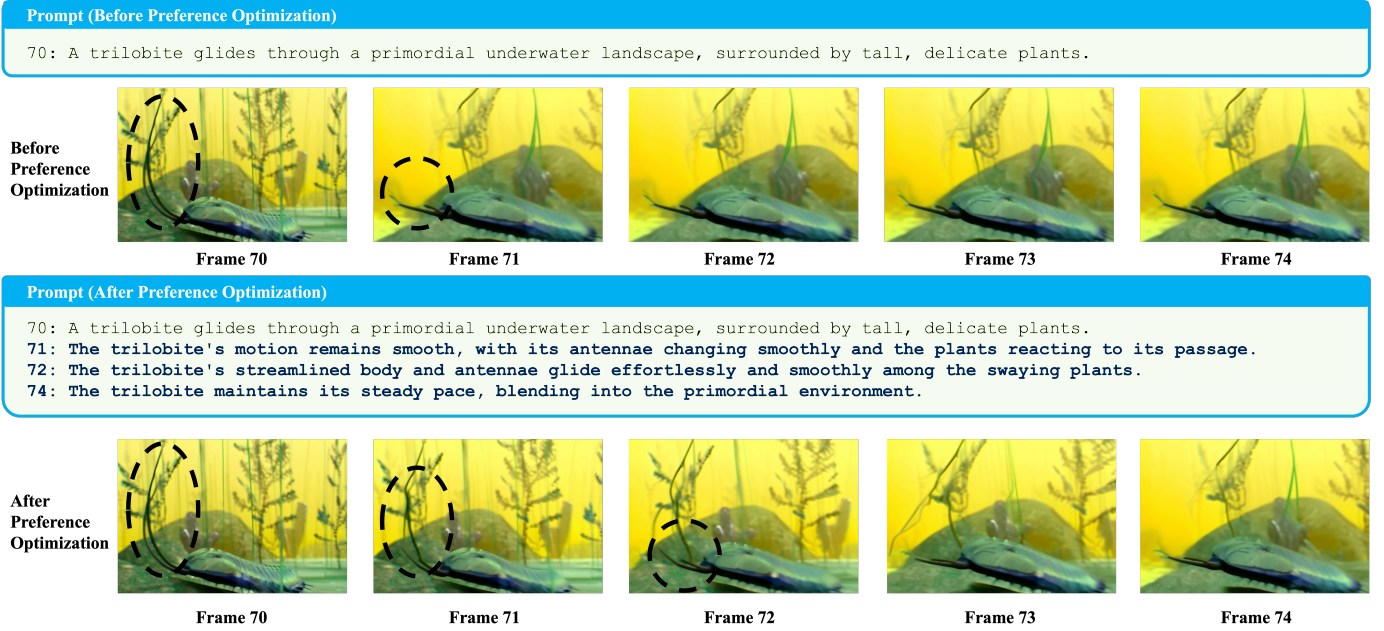 Prompt (Before Preference Optimization)
70: A trilobite glides through a primordial underwater landscape, surrounded by tall, delicate plants.
Before
Preference
Optimization
Frame 70
Frame 71
Frame 72
Frame 73
Frame 74
Prompt (After Preference Optimization)
70: A trilobite glides through a primordial underwater landscape, surrounded by tall, delicate plants.
71: The trilobite's motion remains smooth, with its antennae changing smoothly and the plants reacting to its passage.
72: The trilobite's streamlined body and antennae glide effortlessly and smoothly among the swaying plants.
74: The trilobite maintains its steady pace, blending into the primordial environment.
After
Preference
Optimization
Frame 70
Frame 71
Frame 72
Frame 73
Frame 74